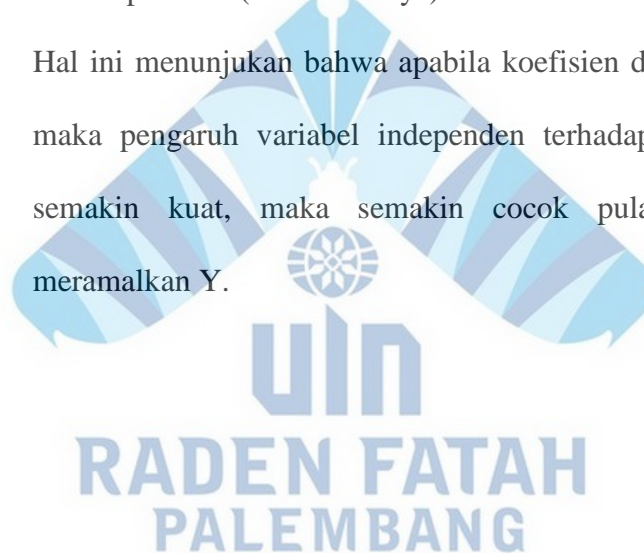 Hal ini menunjukan bahwa apabila koefisien d
maka pengaruh variabel independen terhadap
semakin kuat, maka semakin cocok pula
meramalkan Y.
uin
RADEN FATAH
PALEMBANG